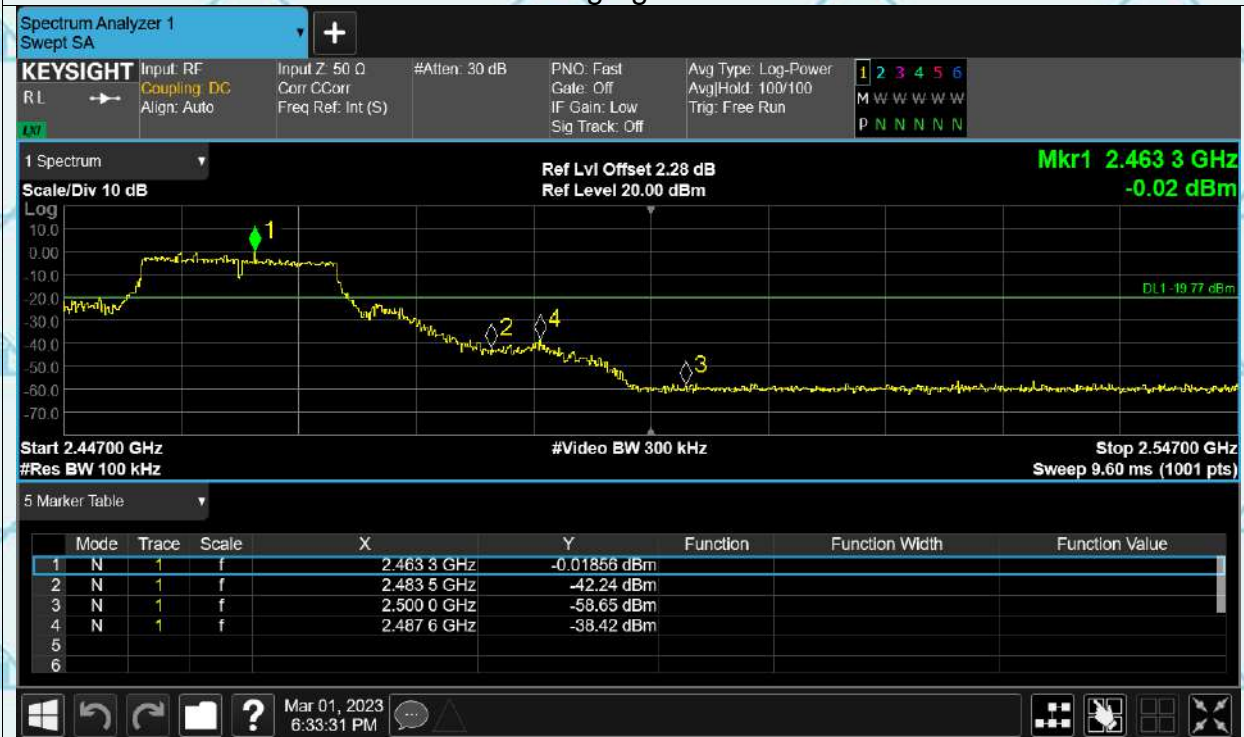 Spectrum Analyzer 1
Swept SA
+
KEYSIGHT Input: RF Input Z: 50 Ω #Atten: 30 dB PNO: Fast Avg Type: Log-Power 1 2 3 4 5 6
RL Coupling: DC Corr CCorr Gate: Off Avg|Hold: 100/100 M W W W W W
Align: Auto Freq Ref: Int (S) IF Gain: Low Trig: Free Run
LXI Sig Track: Off P N N N N N
1 Spectrum Ref Lvl Offset 2.28 dB Mkr1 2.463 3 GHz
Scale/Div 10 dB Ref Level 20.00 dBm -0.02 dBm
Log
10.0
1
0.00
-10.0
DL1 -19.77 dBm
-20.0
-30.0
2 4
-40.0
-50.0
3
-60.0
-70.0
Start 2.44700 GHz #Video BW 300 kHz Stop 2.54700 GHz
#Res BW 100 kHz Sweep 9.60 ms (1001 pts)
5 Marker Table
Mode Trace Scale X Y Function Function Width Function Value
1 N 1 f 2.463 3 GHz -0.01856 dBm
2 N 1 f 2.483 5 GHz -42.24 dBm
3 N 1 f 2.500 0 GHz -58.65 dBm
4 N 1 f 2.487 6 GHz -38.42 dBm
5
6
? Mar 01, 2023
6:33:31 PM